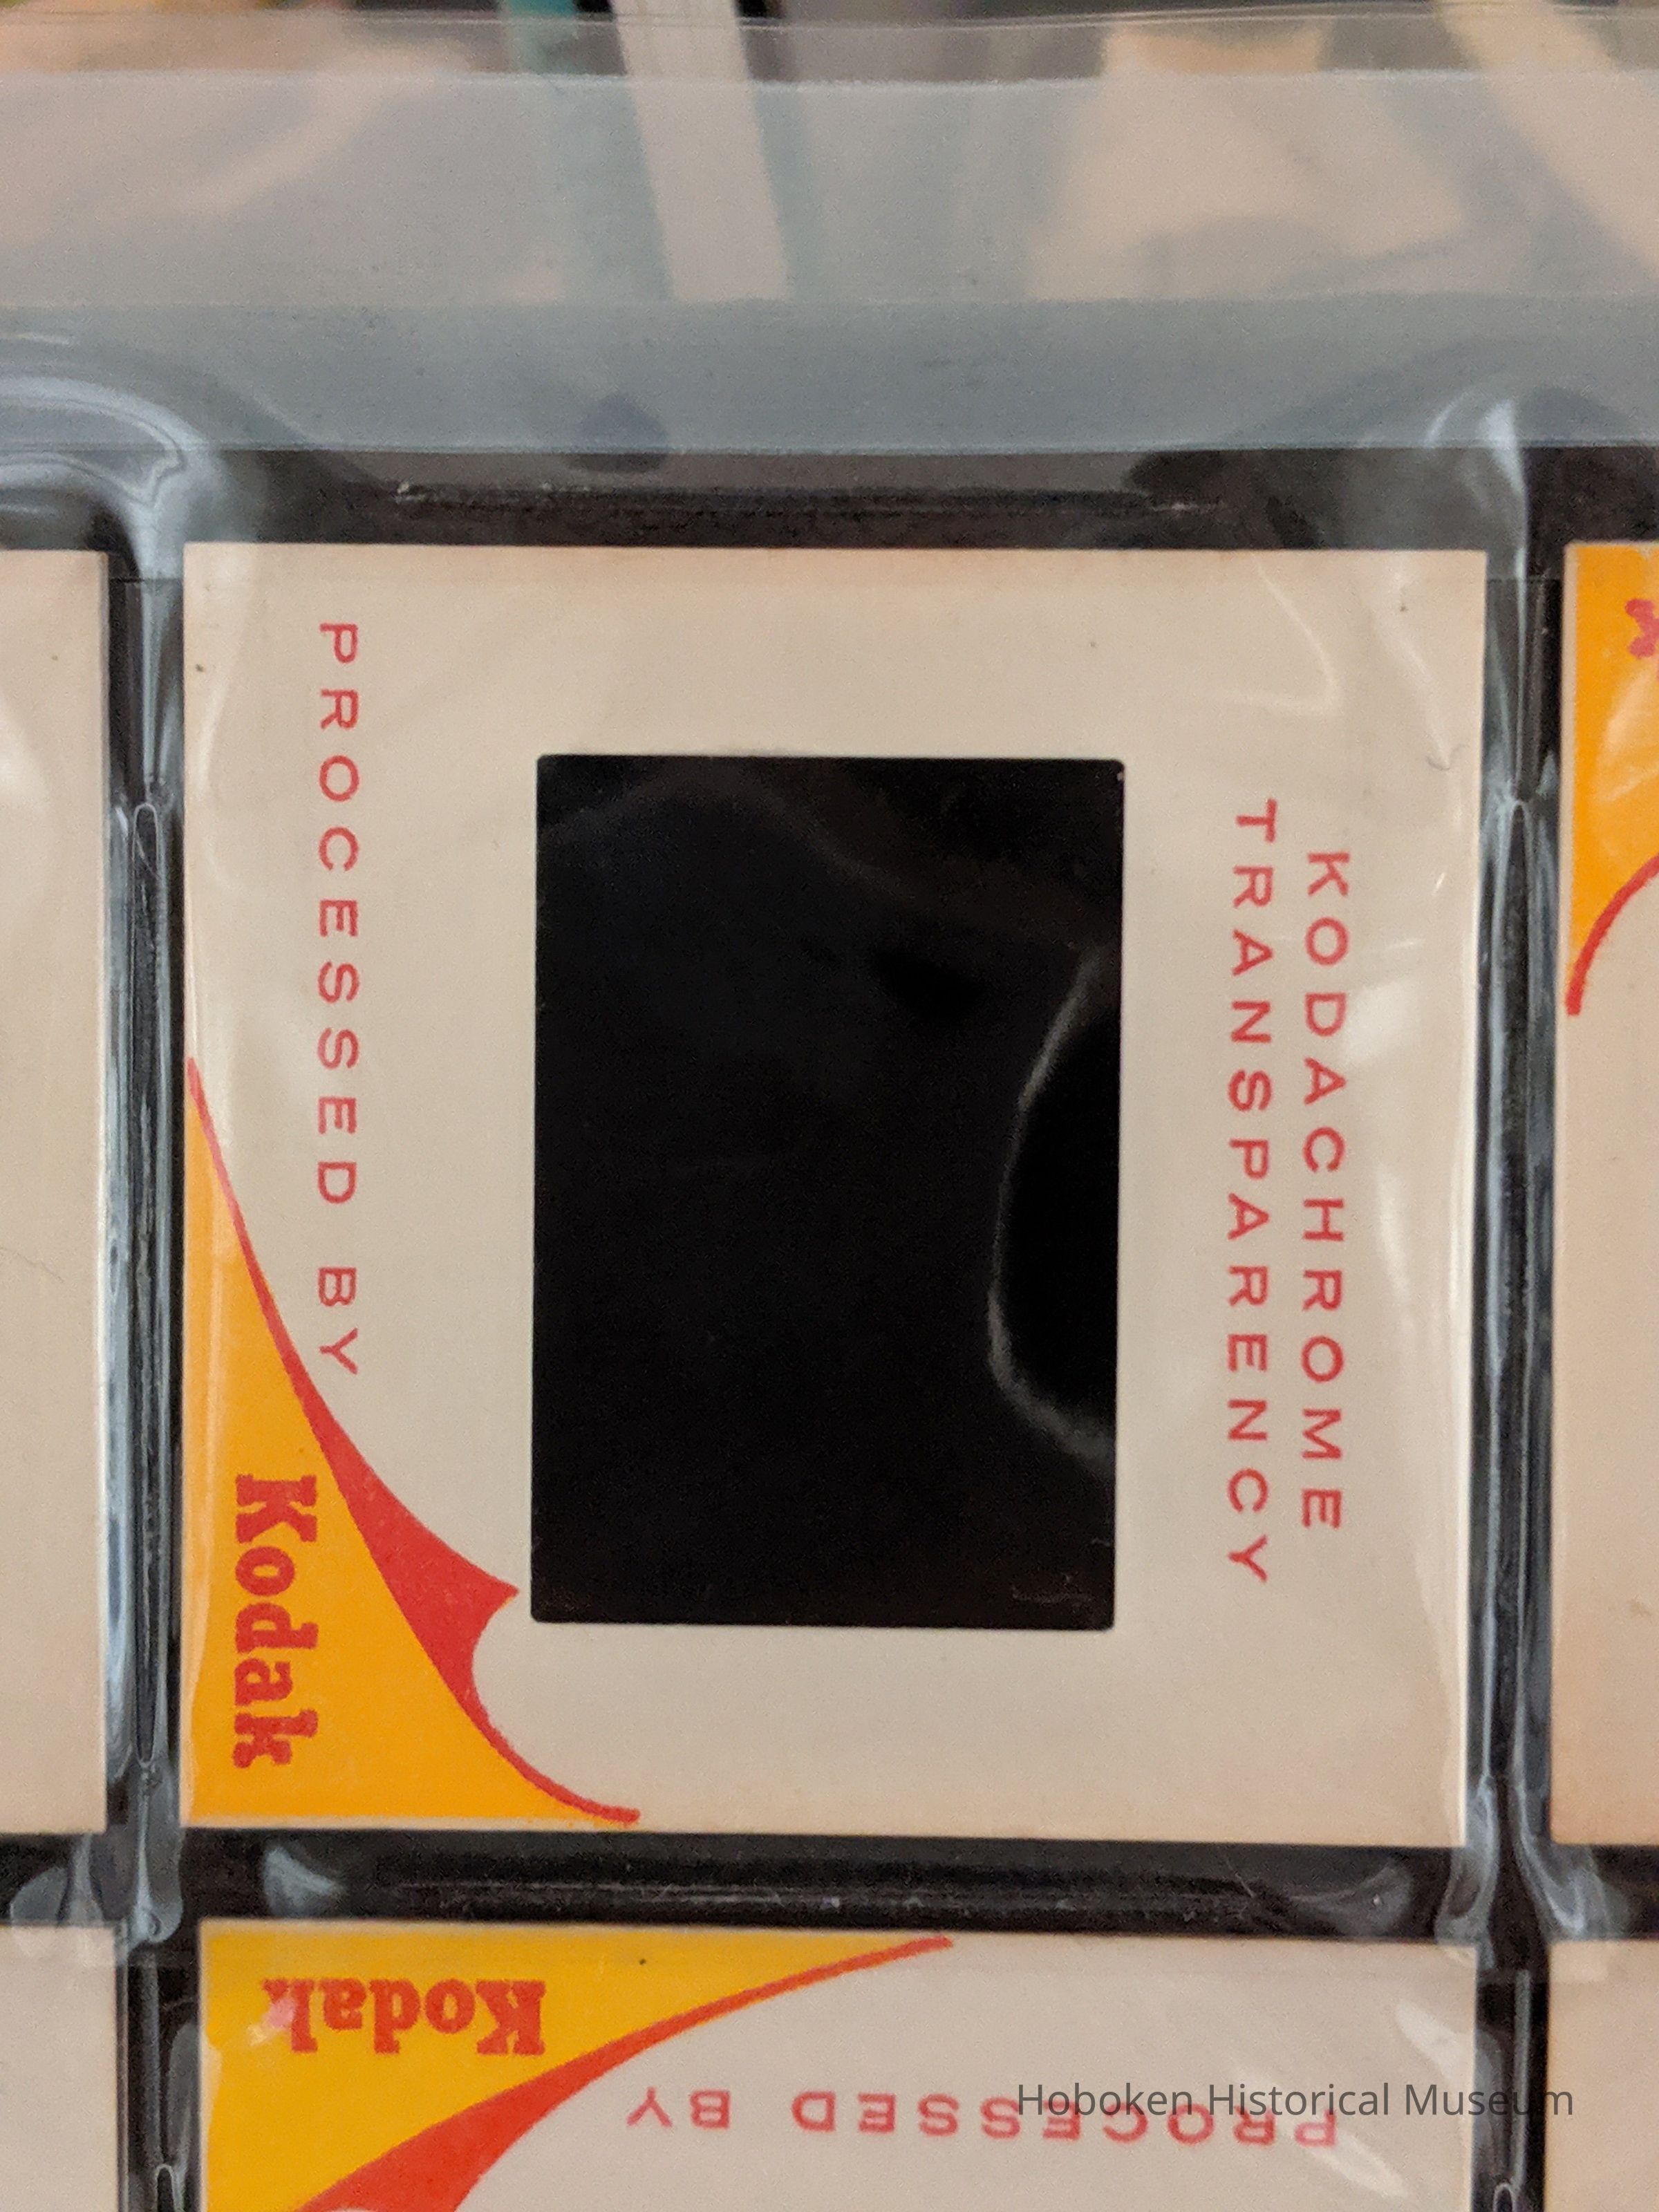 KODACHROME
TRANSPARENCY
PROCESSED BY
Kodak
Kodak
PROCESSED BY
Hoboken Historical Museum